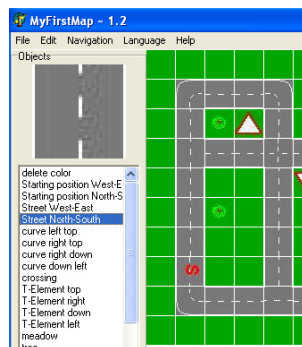 MyFirstMap - 1.2
File Edit Navigation Language Help
Objects
delete color
Starting position West-E
Starting position North-S
Street West-East
Street North-South
curve left top
curve right top
curve right down
curve down left
crossing
T-Element top
T-Element right
T-Element down
T-Element left
meadow
S